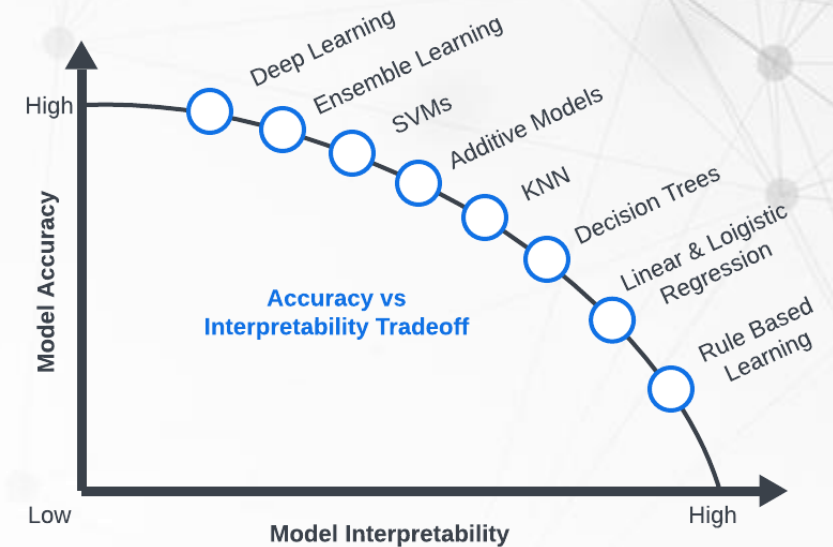 Deep Learning
Ensemble Learning
SVMs
Additive Models
KNN
Decision Trees
Linear & Loigistic
Regression
Rule Based
Learning
High
Model Accuracy
Accuracy vs
Interpretability Tradeoff
Low
High
Model Interpretability